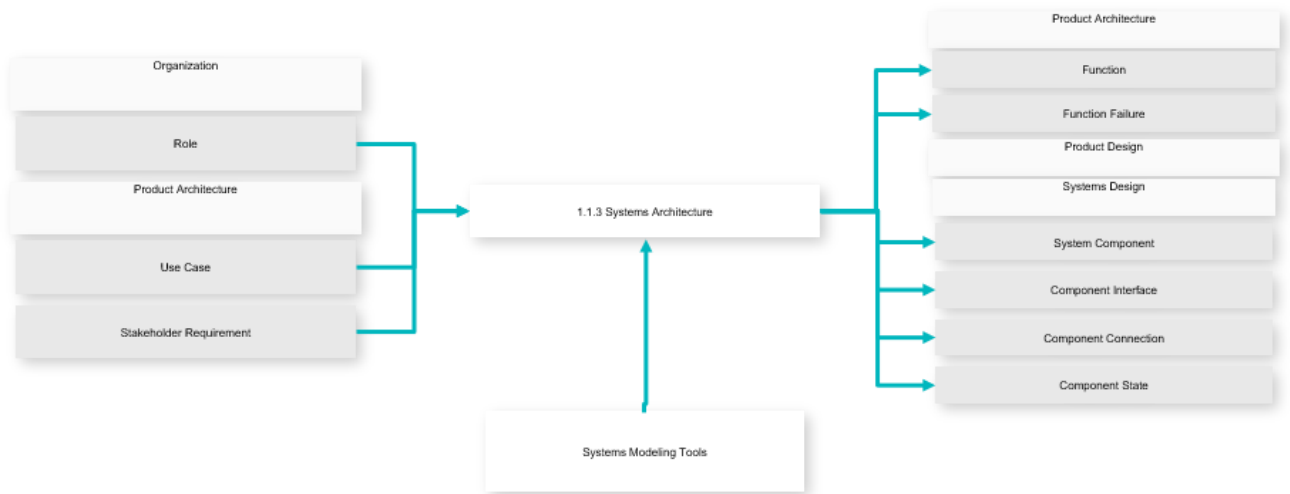 Organization
Role
Product Architecture
Use Case
Stakeholder Requirement
1.1.3 Systems Architecture
Systems Modeling Tools
Product Architecture
Function
Function Failure
Product Design
Systems Design
System Component
Component Interface
Component Connection
Component State